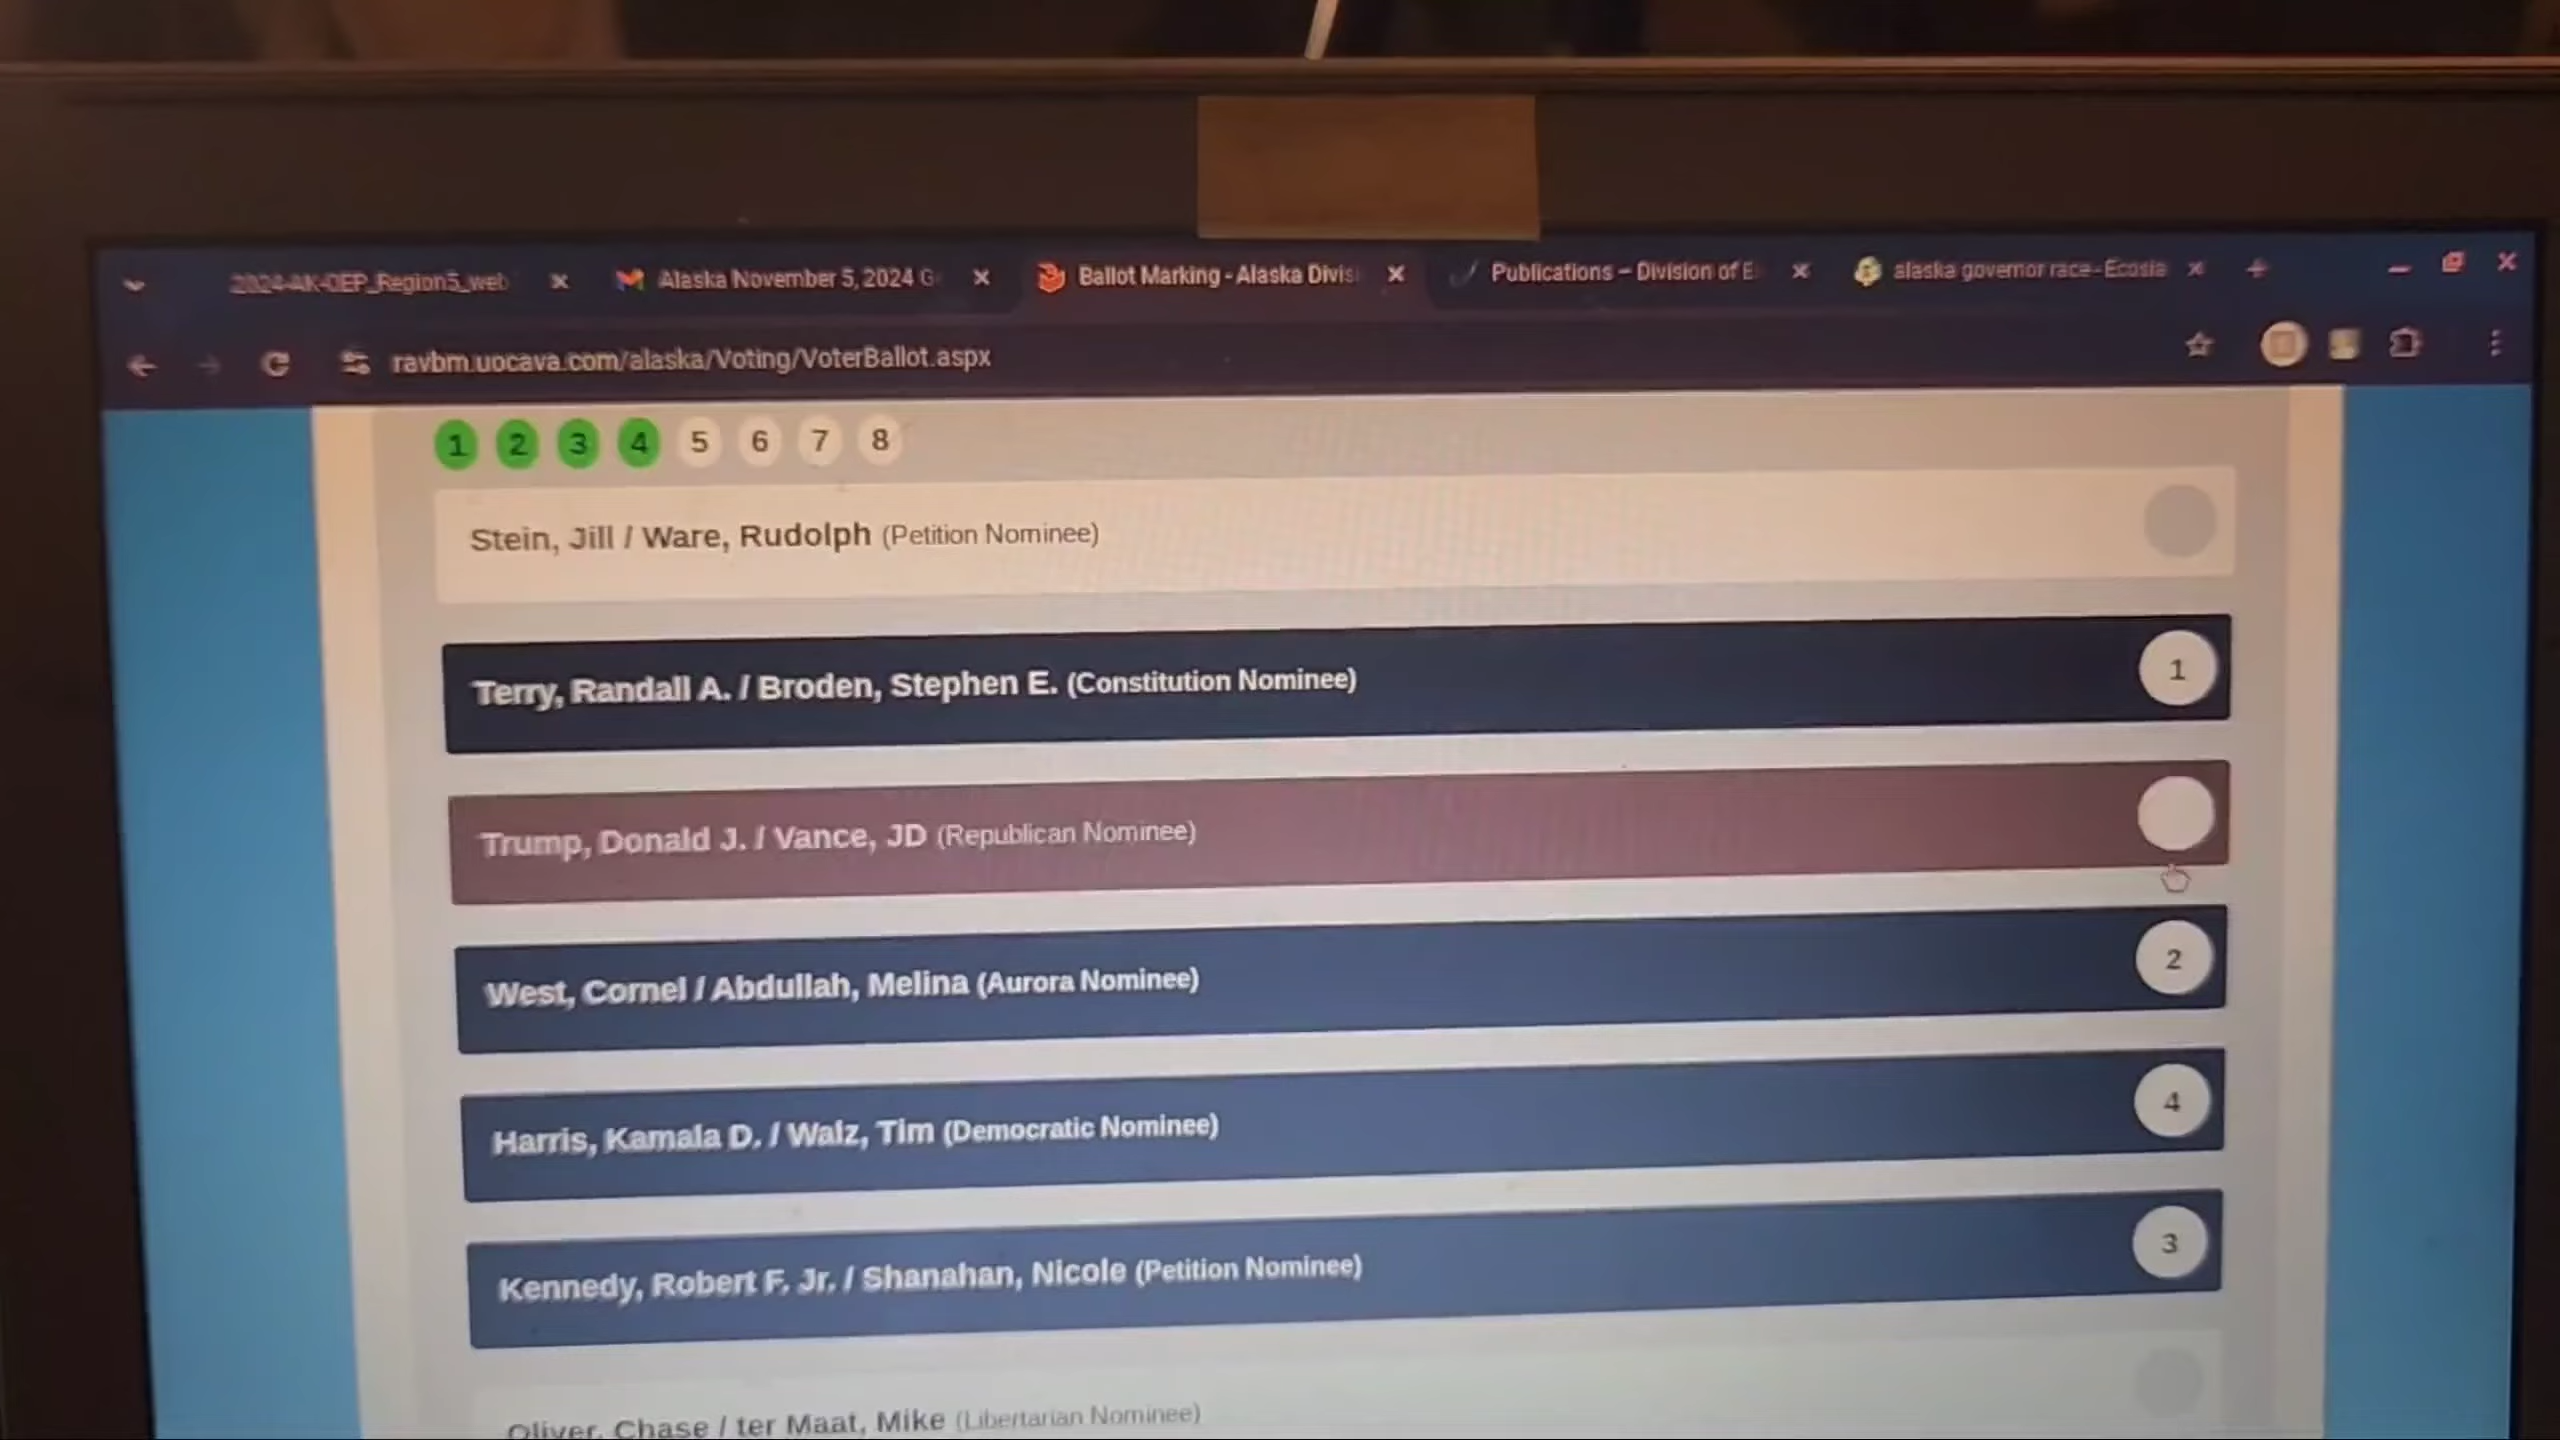 2024-AK-OEP_Region5_web
Alaska November 5, 2024 G
Ballot Marking - Alaska Divis
Publications – Division of E
alaska governor race - Ecosia
ravbm.uocava.com/alaska/Voting/VoterBallot.aspx
1 2 3 4 5 6 7 8
Stein, Jill / Ware, Rudolph (Petition Nominee)
Terry, Randall A. / Broden, Stephen E. (Constitution Nominee) 1
Trump, Donald J. / Vance, JD (Republican Nominee)
West, Cornel / Abdullah, Melina (Aurora Nominee) 2
Harris, Kamala D. / Walz, Tim (Democratic Nominee) 4
Kennedy, Robert F. Jr. / Shanahan, Nicole (Petition Nominee) 3
Oliver, Chase / ter Maat, Mike (Libertarian Nominee)